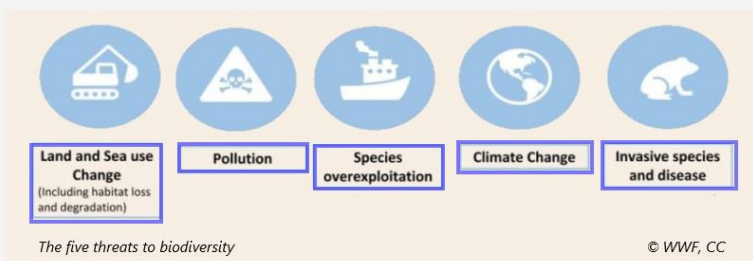 Land and Sea use
Change
(Including habitat loss
and degradation)
Pollution
Species
overexploitation
Climate Change
Invasive species
and disease
The five threats to biodiversity
© WWF, CC